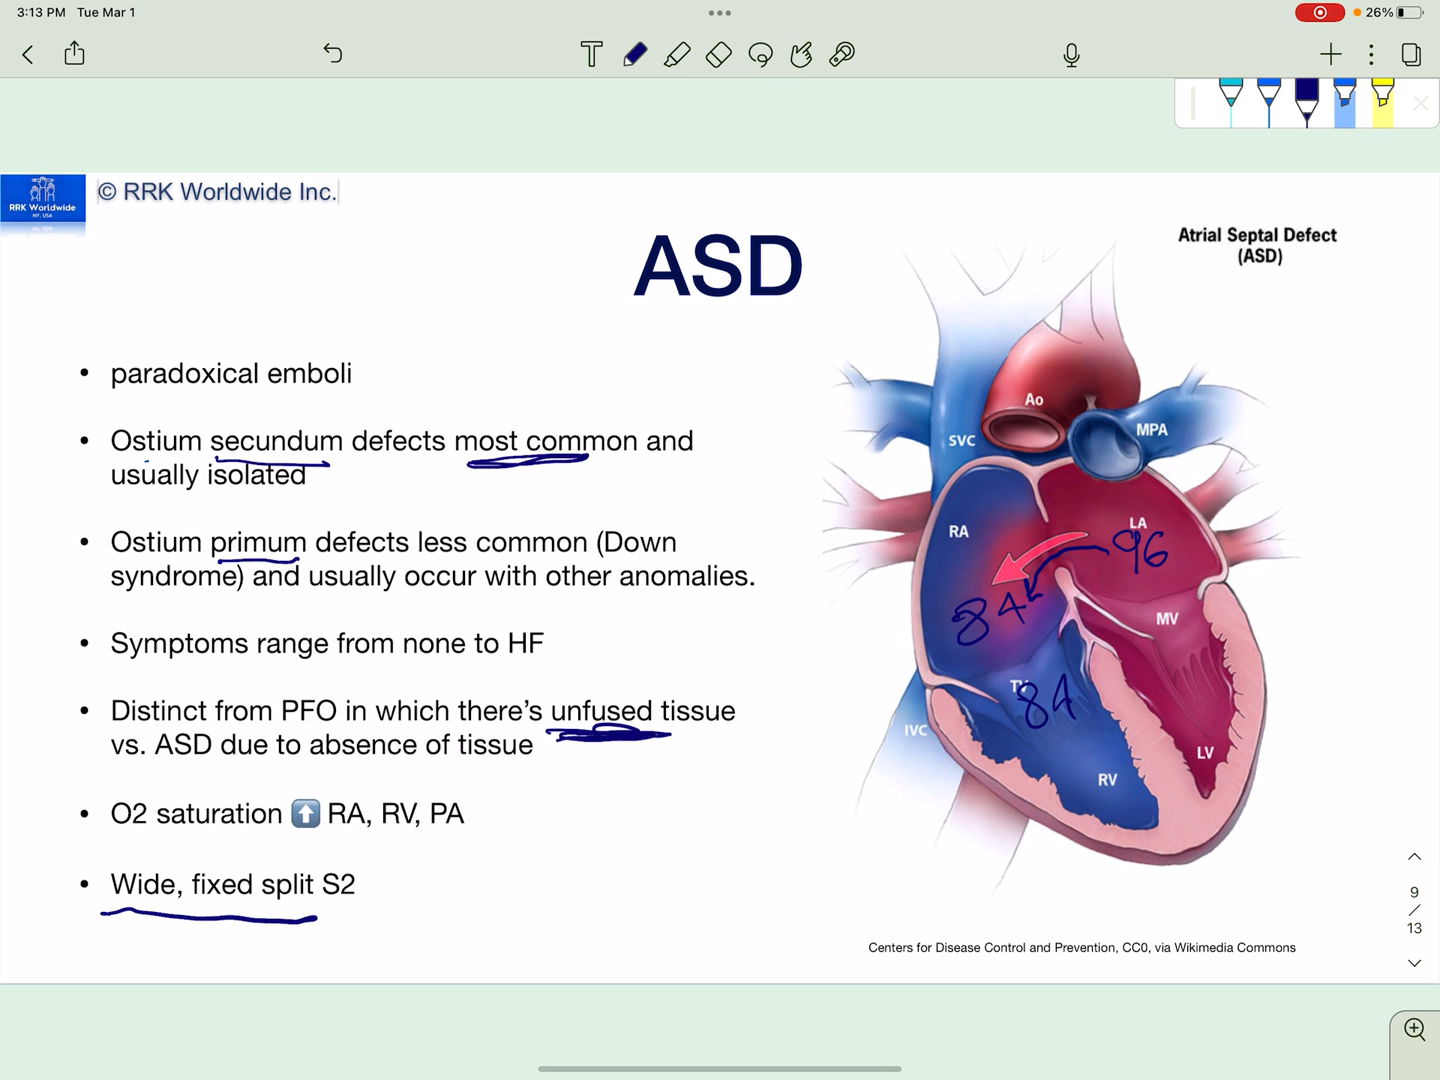 3:13 PM Tue Mar 1
26%
RRK Worldwide
NY, USA
© RRK Worldwide Inc.
ASD
Atrial Septal Defect
(ASD)
• paradoxical emboli
• Ostium secundum defects most common and
usually isolated
• Ostium primum defects less common (Down
syndrome) and usually occur with other anomalies.
• Symptoms range from none to HF
• Distinct from PFO in which there’s unfused tissue
vs. ASD due to absence of tissue
• O2 saturation ⬆️ RA, RV, PA
• Wide, fixed split S2
Ao
SVC
MPA
RA
LA
96
84
MV
TV
84
IVC
LV
RV
Centers for Disease Control and Prevention, CC0, via Wikimedia Commons
9
/
13